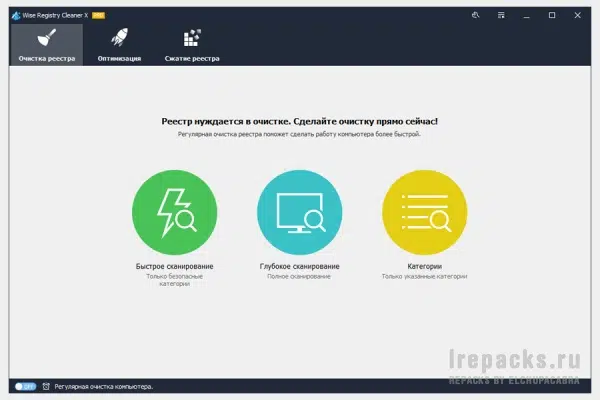 Wise Registry Cleaner X PRO
Очистка реестра
Оптимизация
Сжатие реестра
Реестр нуждается в очистке. Сделайте очистку прямо сейчас!
Регулярная очистка реестра поможет сделать работу компьютера более быстрой.
Быстрое сканирование
Только безопасные
категории
Глубокое сканирование
Полное сканирование
Категории
Только указанные категории
lrepacks.ru
REPACKS BY ELCHUPACABRA
OFF Регулярная очистка компьютера.